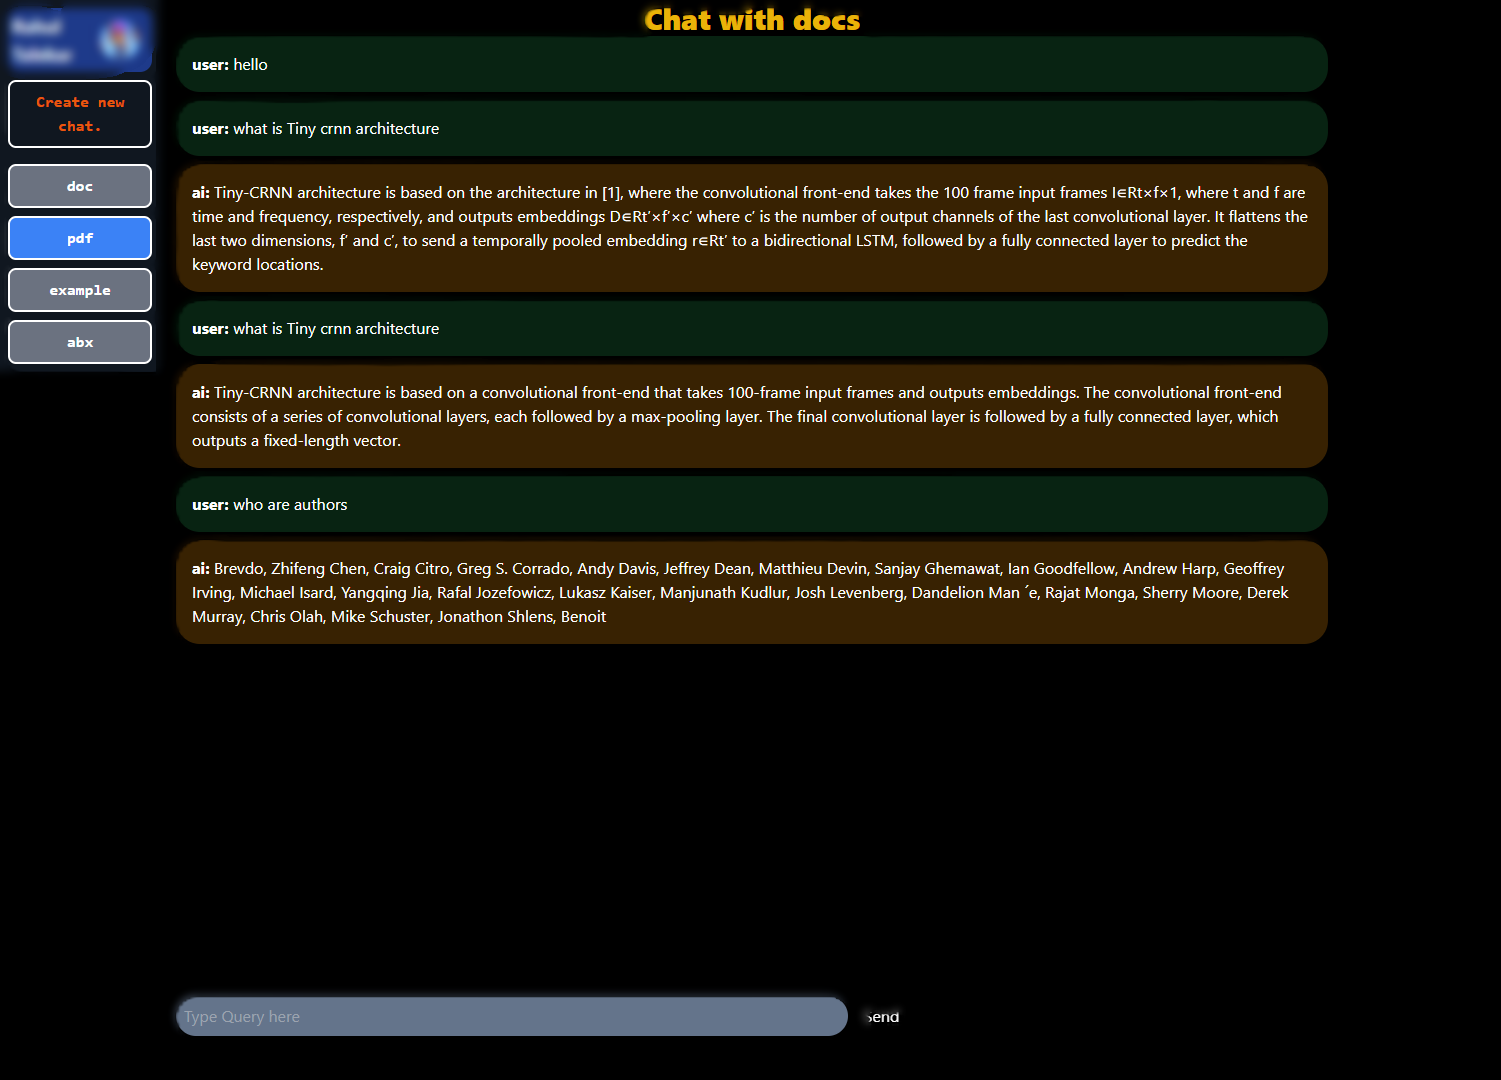 Chat with docs
Create new
chat.
doc
pdf
example
abx
user: hello
user: what is Tiny crnn architecture
ai: Tiny-CRNN architecture is based on the architecture in [1], where the convolutional front-end takes the 100 frame input frames I∈Rt×f×1, where t and f are
time and frequency, respectively, and outputs embeddings D∈Rt′×f′×c′ where c′ is the number of output channels of the last convolutional layer. It flattens the
last two dimensions, f′ and c′, to send a temporally pooled embedding r∈Rt′ to a bidirectional LSTM, followed by a fully connected layer to predict the
keyword locations.
user: what is Tiny crnn architecture
ai: Tiny-CRNN architecture is based on a convolutional front-end that takes 100-frame input frames and outputs embeddings. The convolutional front-end
consists of a series of convolutional layers, each followed by a max-pooling layer. The final convolutional layer is followed by a fully connected layer, which
outputs a fixed-length vector.
user: who are authors
ai: Brevdo, Zhifeng Chen, Craig Citro, Greg S. Corrado, Andy Davis, Jeffrey Dean, Matthieu Devin, Sanjay Ghemawat, Ian Goodfellow, Andrew Harp, Geoffrey
Irving, Michael Isard, Yangqing Jia, Rafal Jozefowicz, Lukasz Kaiser, Manjunath Kudlur, Josh Levenberg, Dandelion Man ´e, Rajat Monga, Sherry Moore, Derek
Murray, Chris Olah, Mike Schuster, Jonathon Shlens, Benoit
Type Query here
send